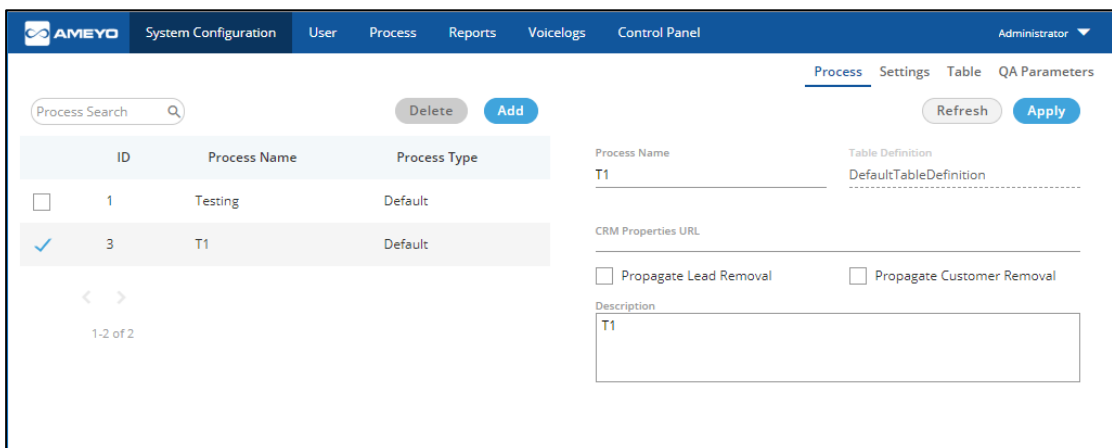 AMEYO System Configuration User Process Reports Voicelogs Control Panel Administrator
Process Settings Table QA Parameters
Process Search Delete Add Refresh Apply
ID Process Name Process Type
1 Testing Default
3 T1 Default
1-2 of 2
Process Name Table Definition
T1 DefaultTableDefinition
CRM Properties URL
Propagate Lead Removal Propagate Customer Removal
Description
T1